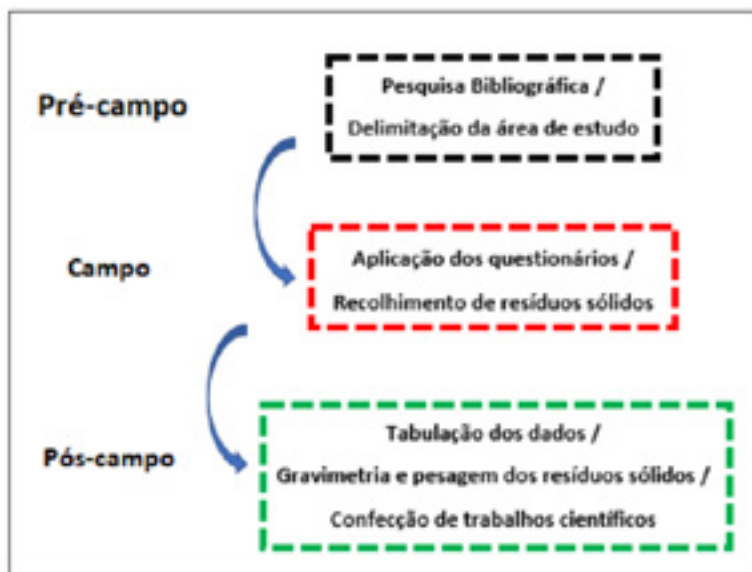 Pré-campo
Pesquisa Bibliográfica /
Delimitação da área de estudo
Campo
Aplicação dos questionários /
Recolhimento de resíduos sólidos
Pós-campo
Tabulação dos dados /
Gravimetria e pesagem dos resíduos sólidos /
Confecção de trabalhos científicos